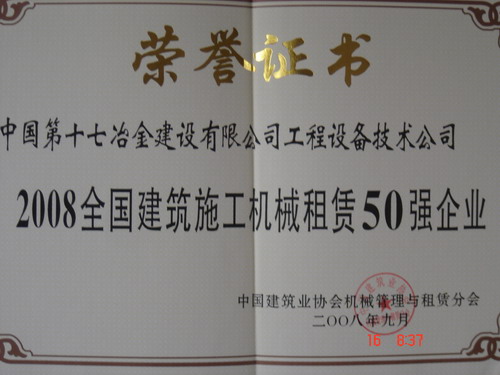 荣誉证书
中国第十七冶金建设有限公司工程设备技术公司
2008全国建筑施工机械租赁50强企业
中国建筑业协会机械管理与租赁分会
二〇〇八年九月
16 8:37